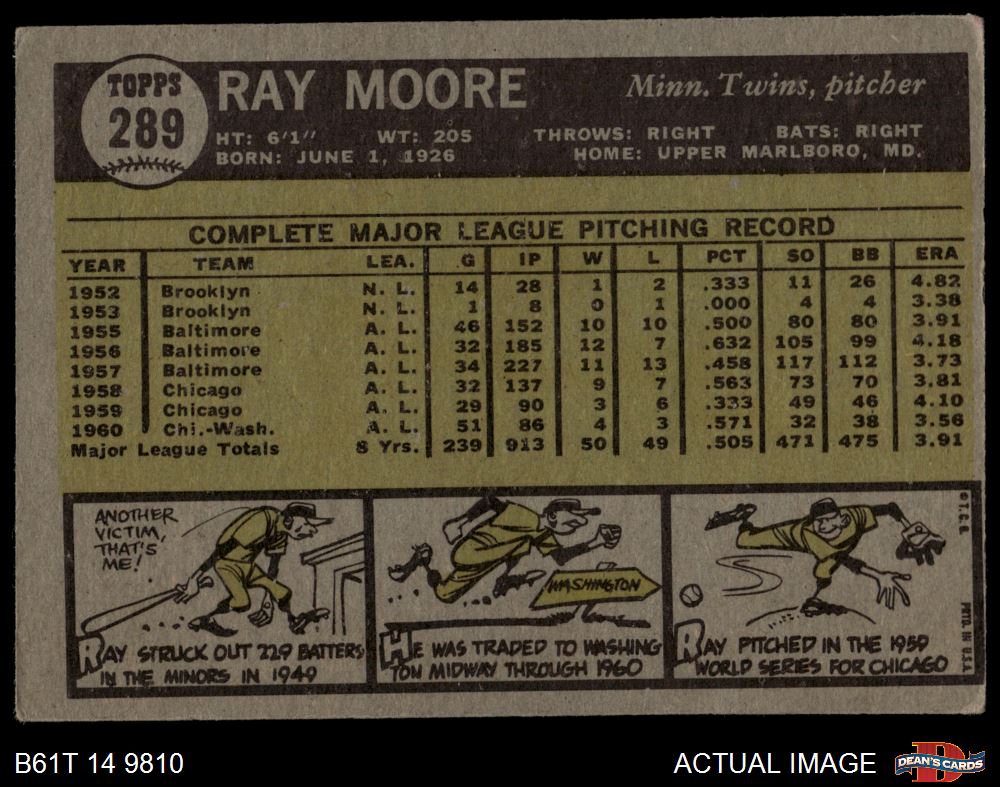 TOPPS
289
RAY MOORE
Minn. Twins, pitcher
HT: 6'1" WT: 205 THROWS: RIGHT BATS: RIGHT
BORN: JUNE 1, 1926 HOME: UPPER MARLBORO, MD.
COMPLETE MAJOR LEAGUE PITCHING RECORD
YEAR TEAM LEA. G IP W L PCT SO BB ERA
1952 Brooklyn N. L. 14 28 1 2 .333 11 26 4.82
1953 Brooklyn N. L. 1 8 0 1 .000 4 4 3.38
1955 Baltimore A. L. 46 152 10 10 .500 80 80 3.91
1956 Baltimore A. L. 32 185 12 7 .632 105 99 4.18
1957 Baltimore A. L. 34 227 11 13 .458 117 112 3.73
1958 Chicago A. L. 32 137 9 7 .563 73 70 3.81
1959 Chicago A. L. 29 90 3 6 .333 49 46 4.10
1960 Chi.-Wash. A. L. 51 86 4 3 .571 32 38 3.56
Major League Totals 8 Yrs. 239 913 50 49 .505 471 475 3.91
ANOTHER
VICTIM,
THAT'S
ME!
RAY STRUCK OUT 229 BATTERS
IN THE MINORS IN 1949
WASHINGTON
HE WAS TRADED TO WASHING
TON MIDWAY THROUGH 1960
RAY PITCHED IN THE 1959
WORLD SERIES FOR CHICAGO
© T.C.G. PRTD. IN U.S.A.
B61T 14 9810
ACTUAL IMAGE
DEAN'S CARDS